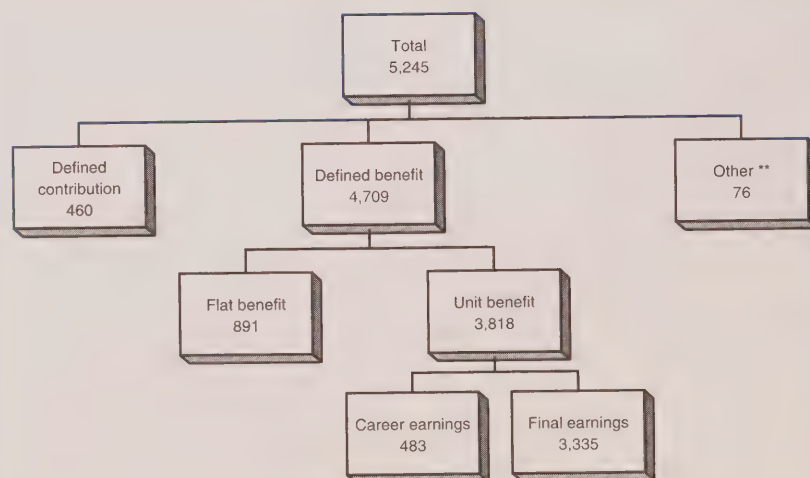 Total
5,245
Defined
contribution
460
Defined benefit
4,709
Other **
76
Flat benefit
891
Unit benefit
3,818
Career earnings
483
Final earnings
3,335